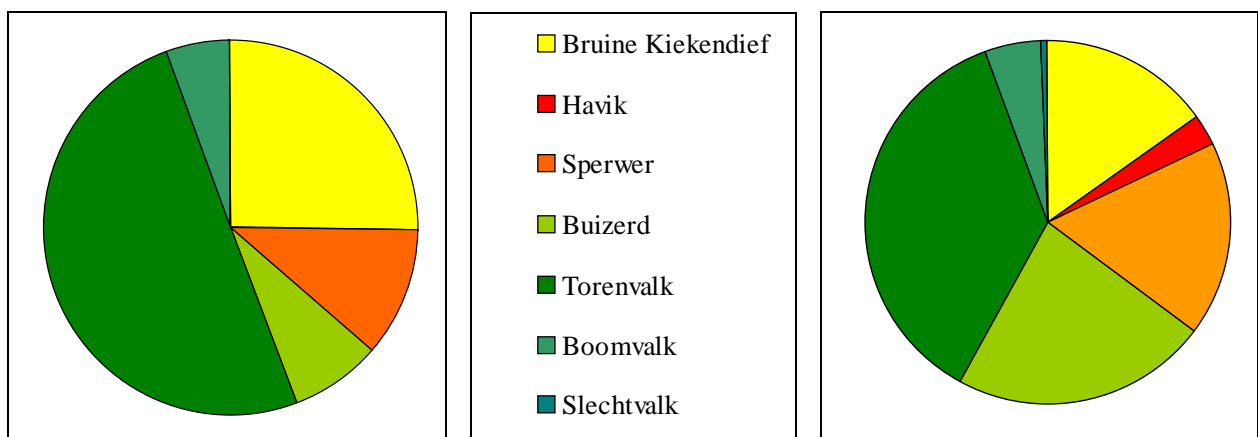 Bruine Kiekendief
Havik
Sperwer
Buizerd
Torenvalk
Boomvalk
Slechtvalk